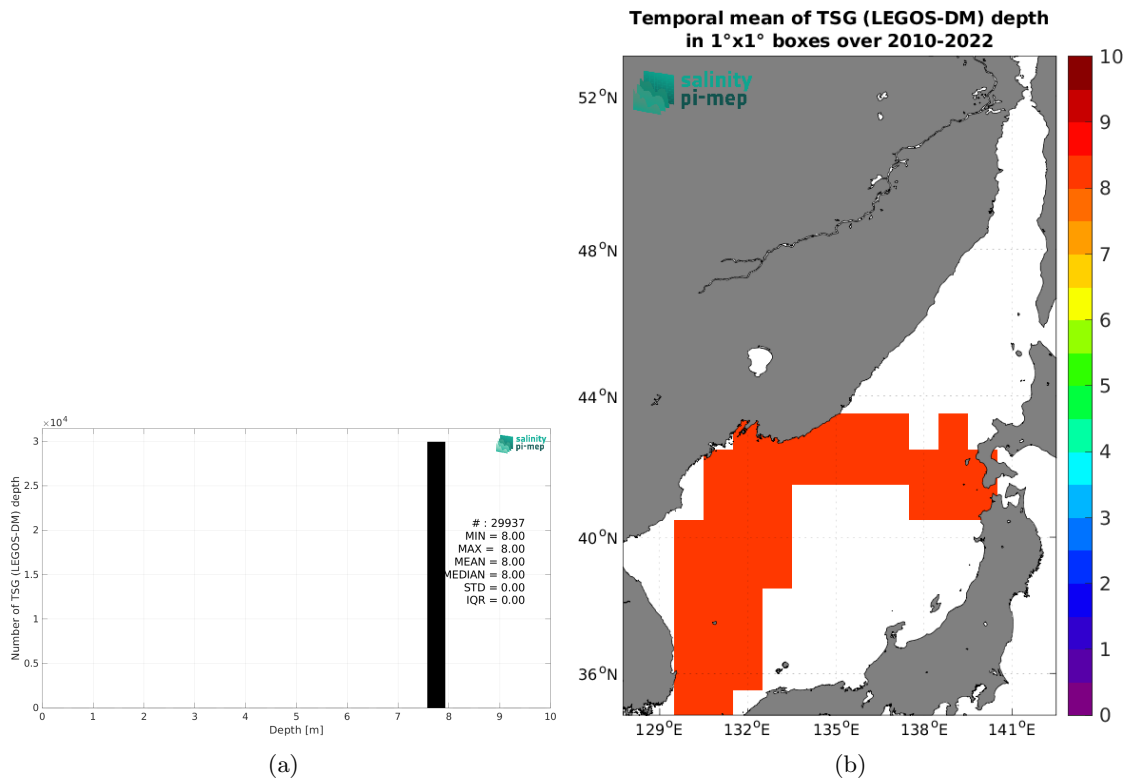 Temporal mean of TSG (LEGOS-DM) depth
in 1°x1° boxes over 2010-2022
salinity
pi-mep
52°N
48°N
44°N
40°N
36°N
129°E
132°E
135°E
138°E
141°E
10
9
8
7
6
5
4
3
2
1
0
(b)
×10⁴
salinity
pi-mep
Number of TSG (LEGOS-DM) depth
3
2.5
2
1.5
1
0.5
0
# : 29937
MIN = 8.00
MAX = 8.00
MEAN = 8.00
MEDIAN = 8.00
STD = 0.00
IQR = 0.00
0 1 2 3 4 5 6 7 8 9 10
Depth [m]
(a)